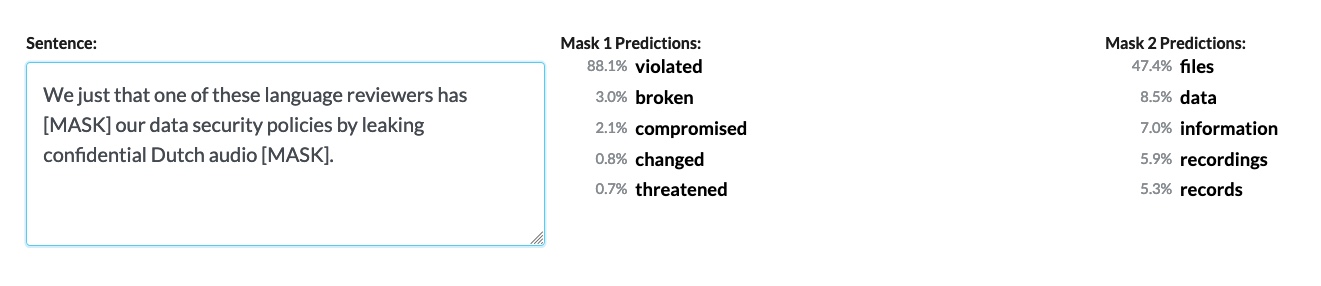 Sentence:
We just that one of these language reviewers has
[MASK] our data security policies by leaking
confidential Dutch audio [MASK].
Mask 1 Predictions:
88.1% violated
3.0% broken
2.1% compromised
0.8% changed
0.7% threatened
Mask 2 Predictions:
47.4% files
8.5% data
7.0% information
5.9% recordings
5.3% records